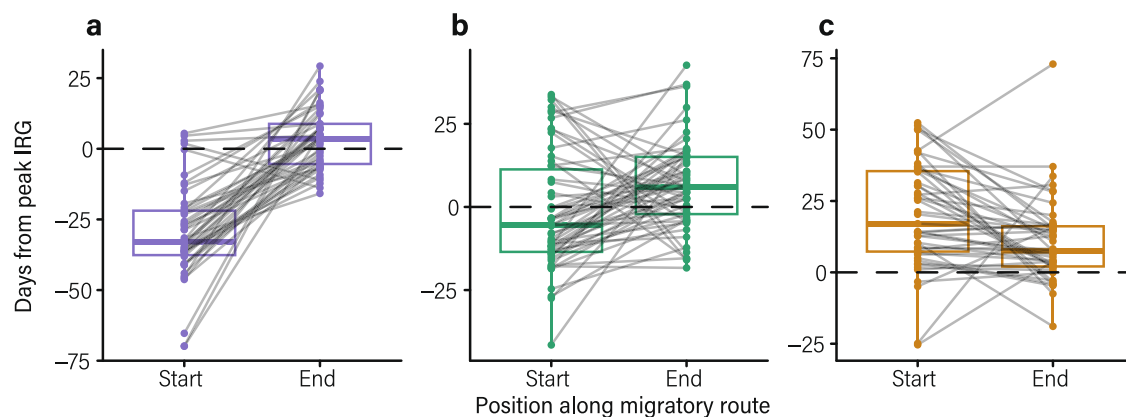 a
b
c
Days from peak IRG
25
0
−25
−50
−75
25
0
−25
75
50
25
0
−25
Start End
Start End
Start End
Position along migratory route